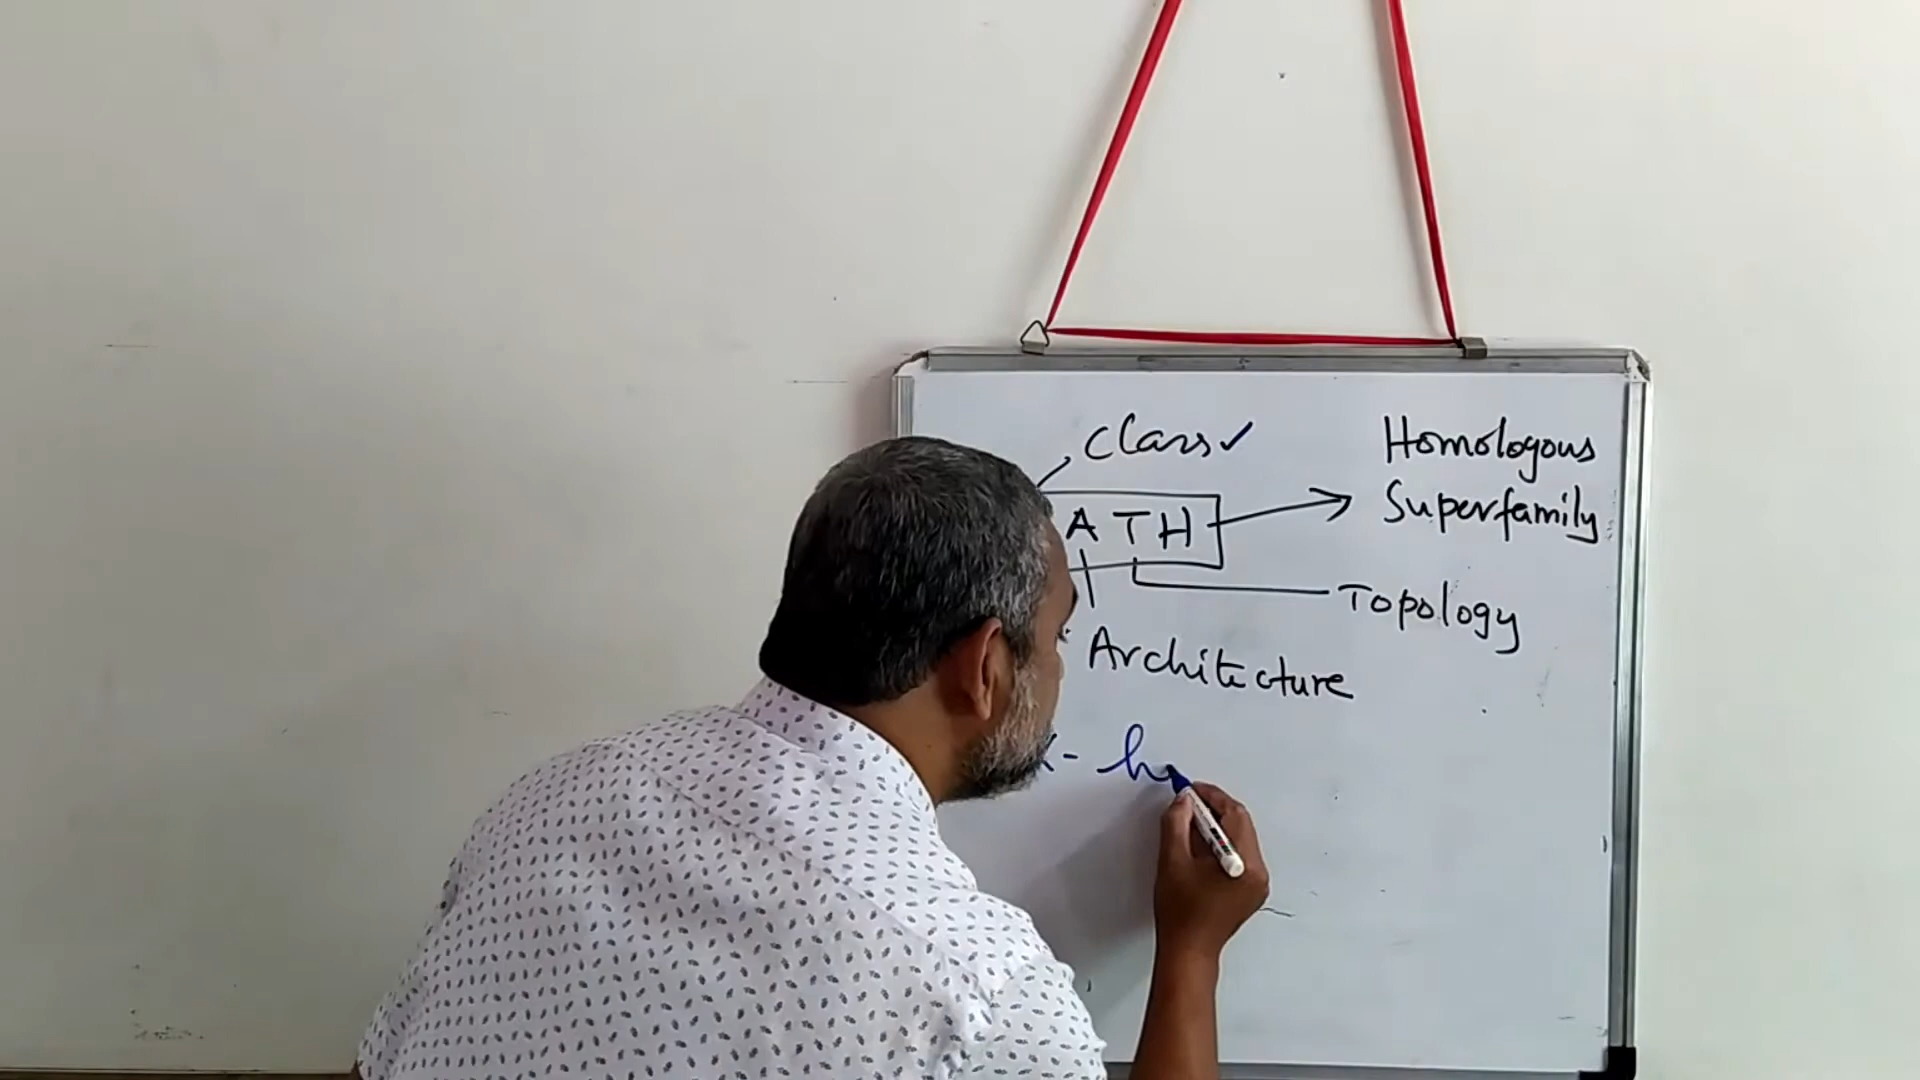 Class✓
Homologous
Superfamily
ATH
Topology
Architecture
- h